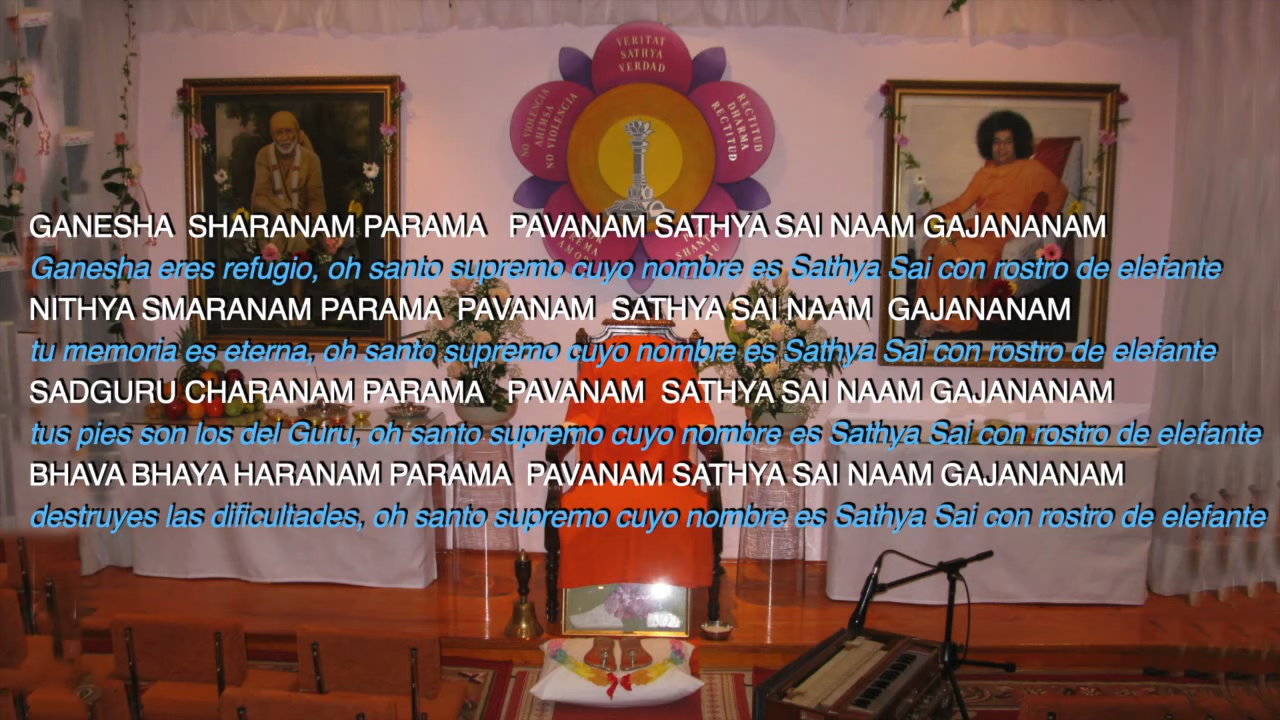 VERITAT
SATHYA
VERDAD
NO VIOLENCIA
AHIMSA
NO VIOLENCIA
RECTITUD
DHARMA
RECTITUD
GANESHA SHARANAM PARAMA PAVANAM SATHYA SAI NAAM GAJANANAM
Ganesha eres refugio, oh santo supremo cuyo nombre es Sathya Sai con rostro de elefante
NITHYA SMARANAM PARAMA PAVANAM SATHYA SAI NAAM GAJANANAM
tu memoria es eterna, oh santo supremo cuyo nombre es Sathya Sai con rostro de elefante
SADGURU CHARANAM PARAMA PAVANAM SATHYA SAI NAAM GAJANANAM
tus pies son los del Guru, oh santo supremo cuyo nombre es Sathya Sai con rostro de elefante
BHAVA BHAYA HARANAM PARAMA PAVANAM SATHYA SAI NAAM GAJANANAM
destruyes las dificultades, oh santo supremo cuyo nombre es Sathya Sai con rostro de elefante